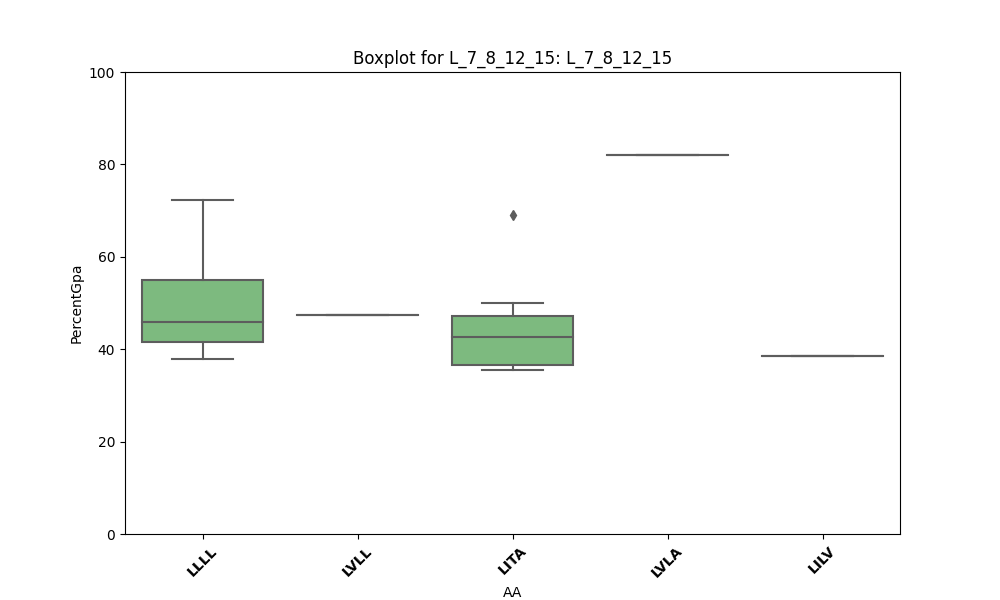 Boxplot for L_7_8_12_15: L_7_8_12_15
100
80
60
40
20
0
PercentGpa
LLLL
LVLL
LITA
LVLA
LILV
AA